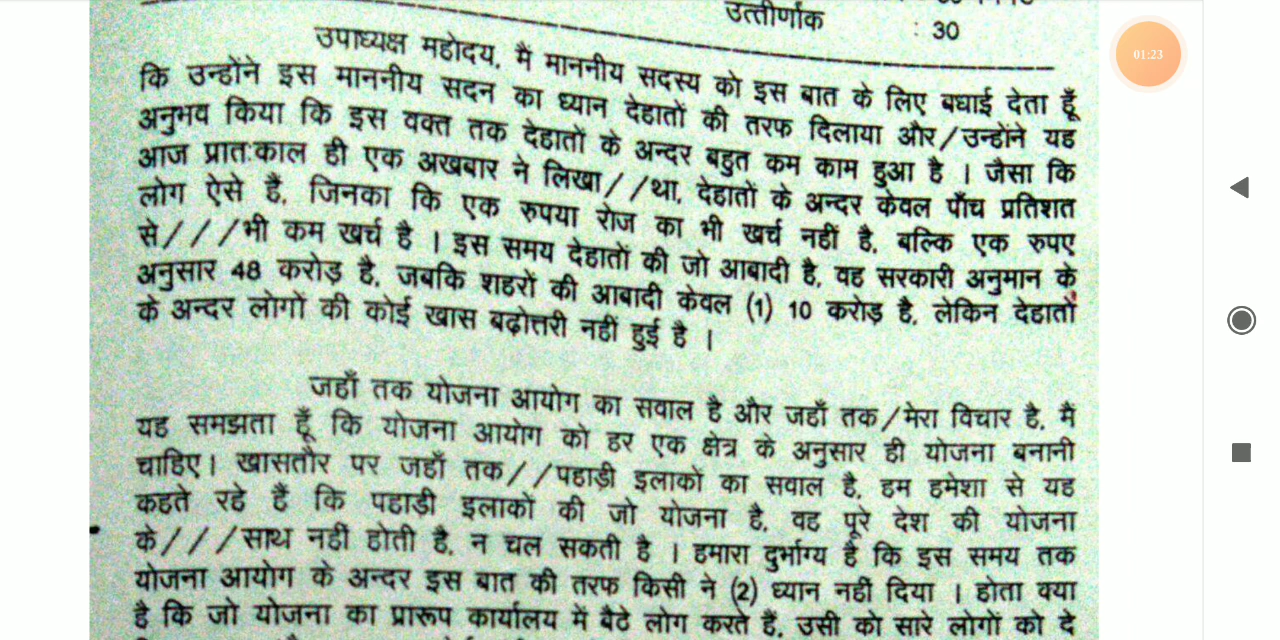 उत्तीर्णांक : 30
01:23
उपाध्यक्ष महोदय, मैं माननीय सदस्य को इस बात के लिए बधाई देता हूँ
कि उन्होंने इस माननीय सदन का ध्यान देहातों की तरफ दिलाया और/उन्होंने यह
अनुभव किया कि इस वक्त तक देहातों के अन्दर बहुत कम काम हुआ है । जैसा कि
आज प्रातःकाल ही एक अखबार ने लिखा//था, देहातों के अन्दर केवल पाँच प्रतिशत
लोग ऐसे हैं, जिनका कि एक रुपया रोज का भी खर्च नहीं है, बल्कि एक रुपए
से///भी कम खर्च है । इस समय देहातों की जो आबादी है, वह सरकारी अनुमान के
अनुसार 48 करोड़ है, जबकि शहरों की आबादी केवल (1) 10 करोड़ है, लेकिन देहातों
के अन्दर लोगों की कोई खास बढ़ोत्तरी नहीं हुई है ।
जहाँ तक योजना आयोग का सवाल है और जहाँ तक/मेरा विचार है, मैं
यह समझता हूँ कि योजना आयोग को हर एक क्षेत्र के अनुसार ही योजना बनानी
चाहिए। खासतौर पर जहाँ तक//पहाड़ी इलाकों का सवाल है, हम हमेशा से यह
कहते रहे हैं कि पहाड़ी इलाकों की जो योजना है, वह पूरे देश की योजना
के///साथ नहीं होती है, न चल सकती है । हमारा दुर्भाग्य है कि इस समय तक
योजना आयोग के अन्दर इस बात की तरफ किसी ने (2) ध्यान नहीं दिया । होता क्या
है कि जो योजना का प्रारूप कार्यालय में बैठे लोग करते हैं, उसी को सारे लोगों को दे